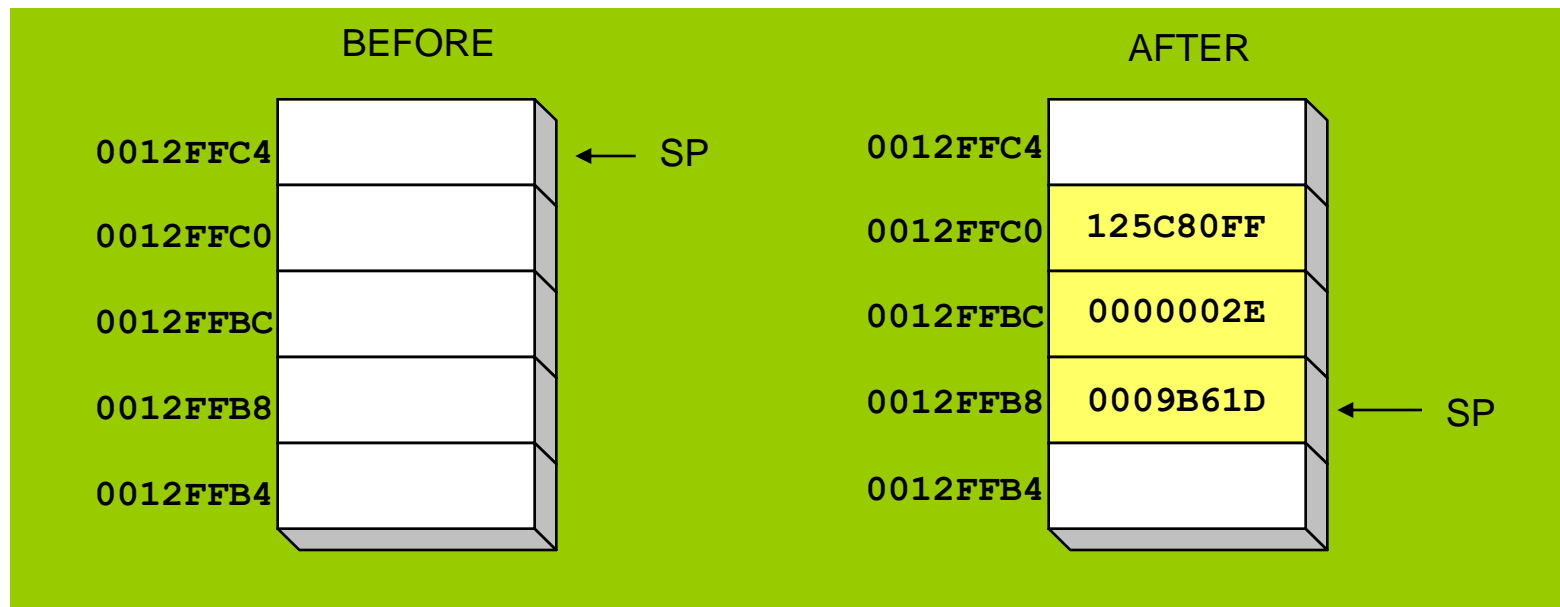 BEFORE
0012FFC4
SP
0012FFC0
0012FFBC
0012FFB8
0012FFB4
AFTER
0012FFC4
0012FFC0 125C80FF
0012FFBC 0000002E
0012FFB8 0009B61D
SP
0012FFB4